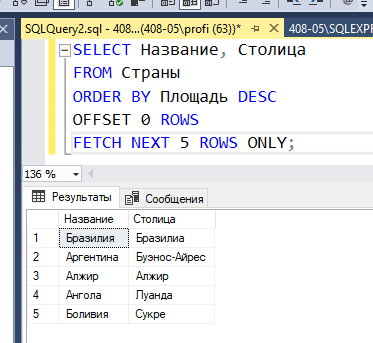 SQLQuery2.sql - 408...(408-05\profi (63))* 408-05\SQLEXPF
SELECT Название, Столица
FROM Страны
ORDER BY Площадь DESC
OFFSET 0 ROWS
FETCH NEXT 5 ROWS ONLY;
136 %
Результаты Сообщения
Название Столица
1 Бразилия Бразилиа
2 Аргентина Буэнос-Айрес
3 Алжир Алжир
4 Ангола Луанда
5 Боливия Сукре